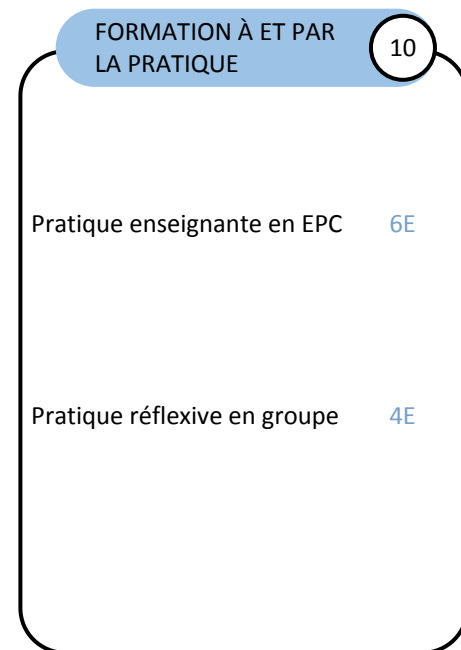 FORMATION À ET PAR
LA PRATIQUE
10
Pratique enseignante en EPC 6E
Pratique réflexive en groupe 4E